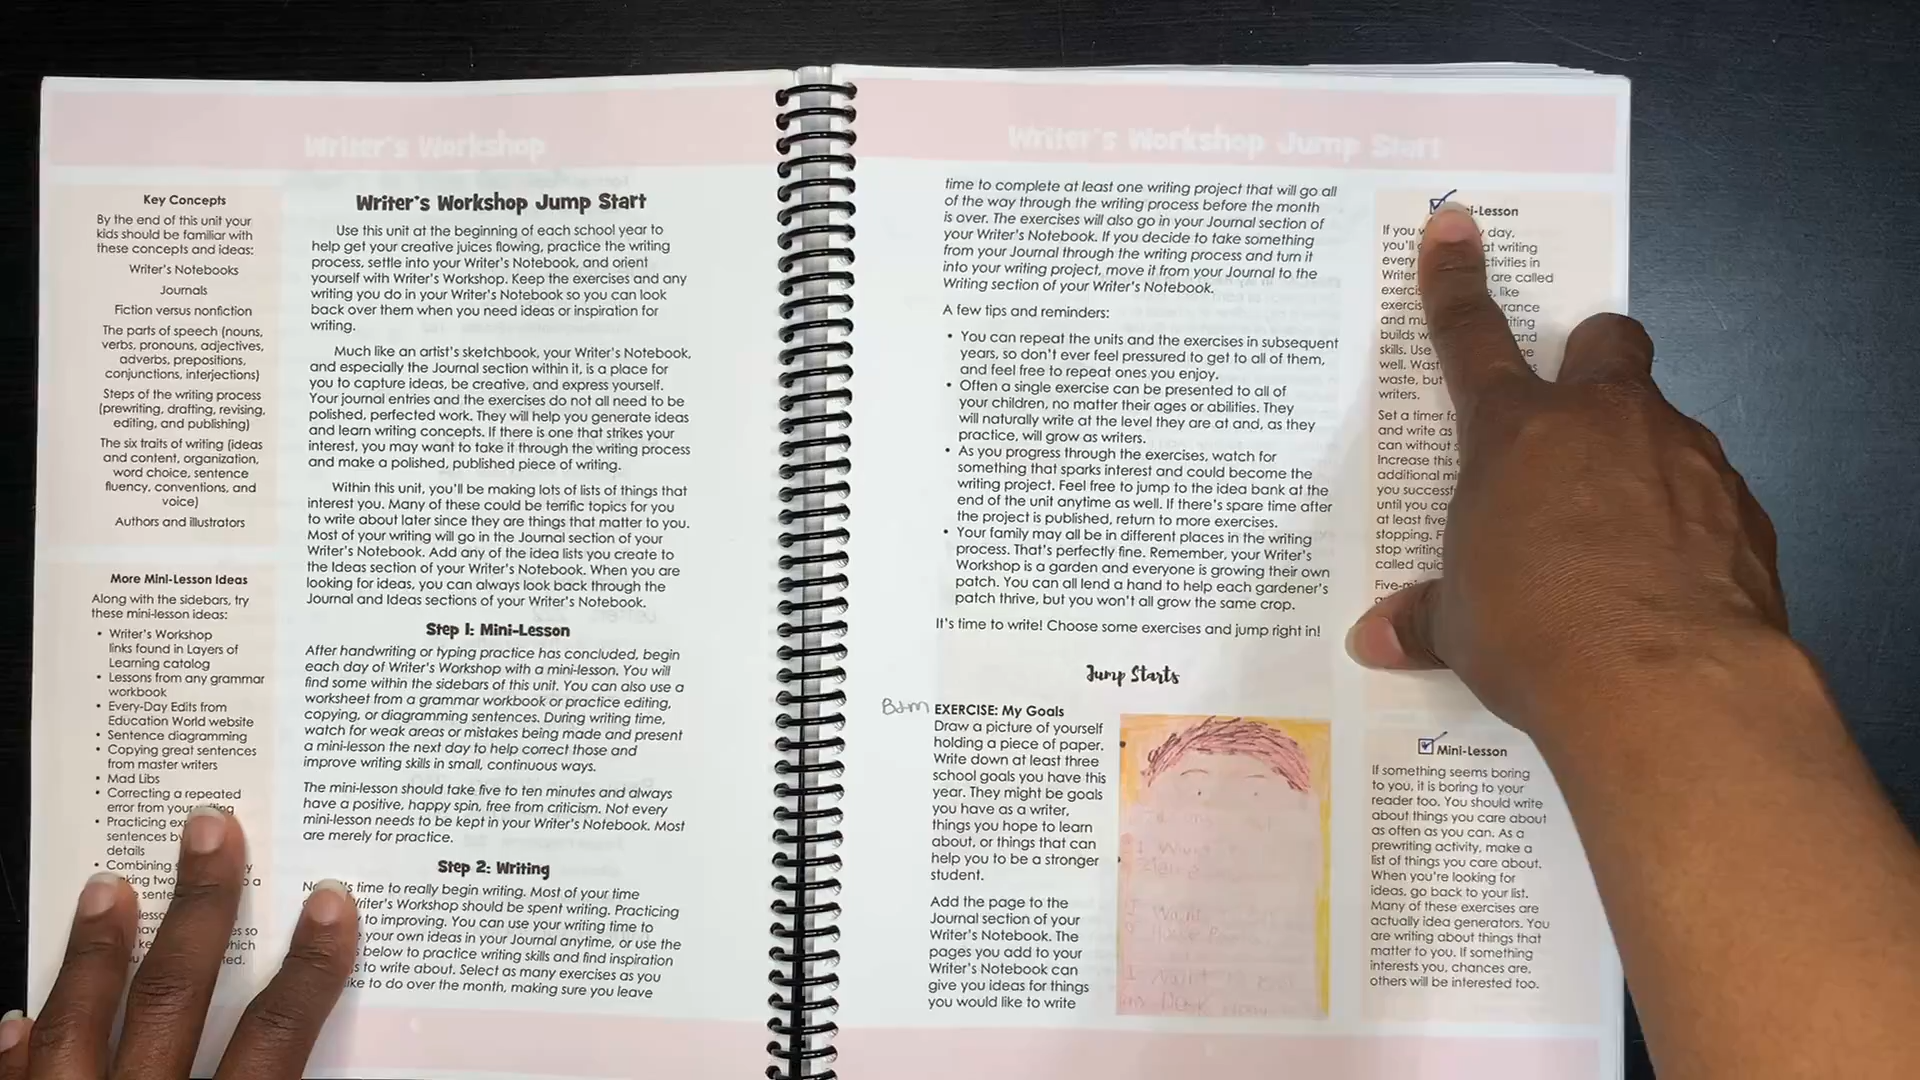 Writer's Workshop
Key Concepts
By the end of this unit your
kids should be familiar with
these concepts and ideas:
Writer's Notebooks
Journals
Fiction versus nonfiction
The parts of speech (nouns,
verbs, pronouns, adjectives,
adverbs, prepositions,
conjunctions, interjections)
Steps of the writing process
(prewriting, drafting, revising,
editing, and publishing)
The six traits of writing (ideas
and content, organization,
word choice, sentence
fluency, conventions, and
voice)
Authors and illustrators
More Mini-Lesson Ideas
Along with the sidebars, try
these mini-lesson ideas:
• Writer's Workshop
links found in Layers of
Learning catalog
• Lessons from any grammar
workbook
• Every-Day Edits from
Education World website
• Sentence diagramming
• Copying great sentences
from master writers
• Mad Libs
• Correcting a repeated
error from your writing
• Practicing
sentences by
details
• Combining
two a
Writer's Workshop Jump Start
Use this unit at the beginning of each school year to
help get your creative juices flowing, practice the writing
process, settle into your Writer's Notebook, and orient
yourself with Writer's Workshop. Keep the exercises and any
writing you do in your Writer's Notebook so you can look
back over them when you need ideas or inspiration for
writing.
Much like an artist's sketchbook, your Writer's Notebook,
and especially the Journal section within it, is a place for
you to capture ideas, be creative, and express yourself.
Your journal entries and the exercises do not all need to be
polished, perfected work. They will help you generate ideas
and learn writing concepts. If there is one that strikes your
interest, you may want to take it through the writing process
and make a polished, published piece of writing.
Within this unit, you'll be making lots of lists of things that
interest you. Many of these could be terrific topics for you
to write about later since they are things that matter to you.
Most of your writing will go in the Journal section of your
Writer's Notebook. Add any of the idea lists you create to
the Ideas section of your Writer's Notebook. When you are
looking for ideas, you can always look back through the
Journal and Ideas sections of your Writer's Notebook.
Step 1: Mini-Lesson
After handwriting or typing practice has concluded, begin
each day of Writer's Workshop with a mini-lesson. You will
find some within the sidebars of this unit. You can also use a
worksheet from a grammar workbook or practice editing,
copying, or diagramming sentences. During writing time,
watch for weak areas or mistakes being made and present
a mini-lesson the next day to help correct those and
improve writing skills in small, continuous ways.
The mini-lesson should take five to ten minutes and always
have a positive, happy spin, free from criticism. Not every
mini-lesson needs to be kept in your Writer's Notebook. Most
are merely for practice.
Step 2: Writing
time to really begin writing. Most of your time
Writer's Workshop should be spent writing. Practicing
to improving. You can use your writing time to
your own ideas in your Journal anytime, or use the
below to practice writing skills and find inspiration
to write about. Select as many exercises as you
to do over the month, making sure you leave
Writer's Workshop Jump Start
time to complete at least one writing project that will go all
of the way through the writing process before the month
is over. The exercises will also go in your Journal section of
your Writer's Notebook. If you decide to take something
from your Journal through the writing process and turn it
into your writing project, move it from your Journal to the
Writing section of your Writer's Notebook.
A few tips and reminders:
• You can repeat the units and the exercises in subsequent
years, so don't ever feel pressured to get to all of them,
and feel free to repeat ones you enjoy.
• Often a single exercise can be presented to all of
your children, no matter their ages or abilities. They
will naturally write at the level they are at and, as they
practice, will grow as writers.
• As you progress through the exercises, watch for
something that sparks interest and could become the
writing project. Feel free to jump to the idea bank at the
end of the unit anytime as well. If there's spare time after
the project is published, return to more exercises.
• Your family may all be in different places in the writing
process. That's perfectly fine. Remember, your Writer's
Workshop is a garden and everyone is growing their own
patch. You can all lend a hand to help each gardener's
patch thrive, but you won't all grow the same crop.
It's time to write! Choose some exercises and jump right in!
Jump Starts
EXERCISE: My Goals
Draw a picture of yourself
holding a piece of paper.
Write down at least three
school goals you have this
year. They might be goals
you have as a writer,
things you hope to learn
about, or things that can
help you to be a stronger
student.
Add the page to the
Journal section of your
Writer's Notebook. The
pages you add to your
Writer's Notebook can
give you ideas for things
you would like to write
I Want
I Want
I Want
Lesson
If you day,
you'll writing
every
are called
like
and
builds and
skills. Use
well.
waste, but
writers.
Set a timer
and write as
can without
Increase this
additional
you
until you
at least five
stopping.
stop writing
called
Mini-Lesson
If something seems boring
to you, it is boring to your
reader too. You should write
about things you care about
as often as you can. As a
prewriting activity, make a
list of things you care about.
When you're looking for
ideas, go back to your list.
Many of these exercises are
actually idea generators. You
are writing about things that
matter to you. If something
interests you, chances are,
others will be interested too.